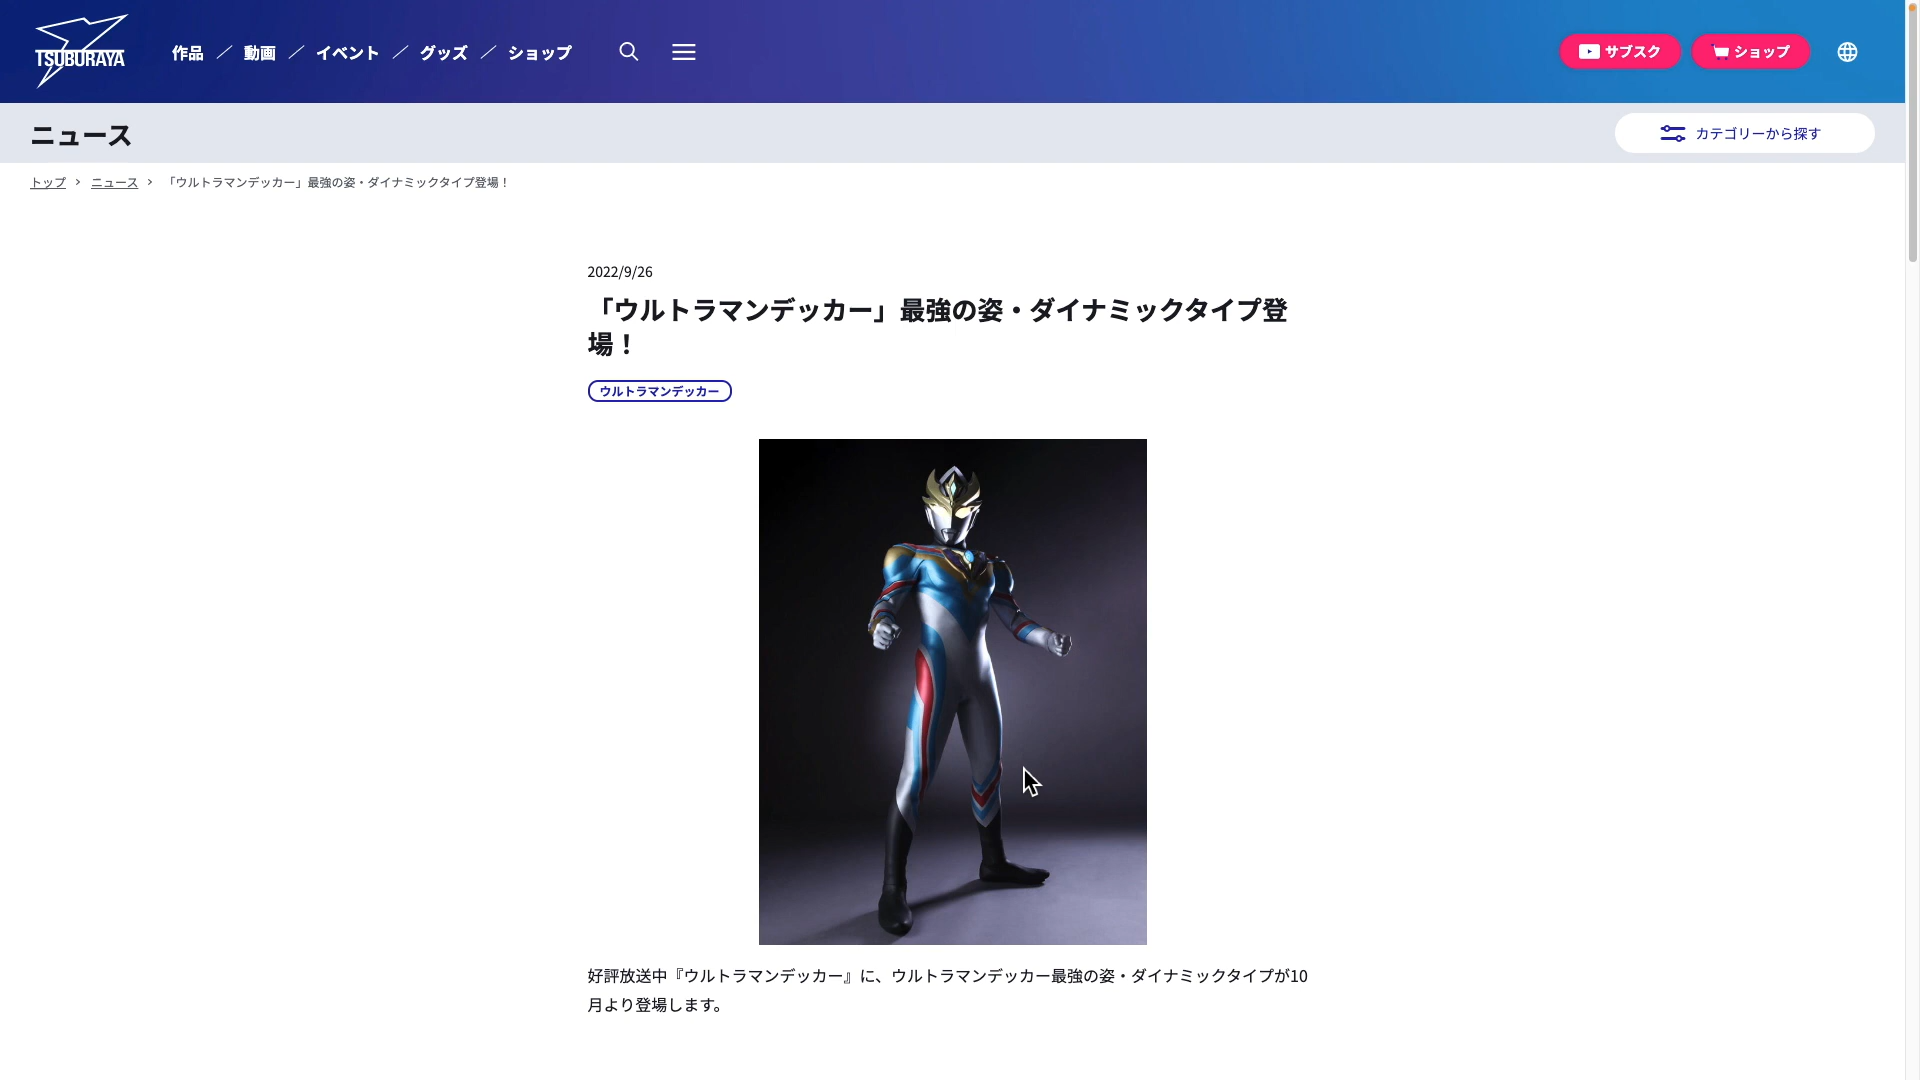 TSUBURAYA
作品 ／ 動画 ／ イベント ／ グッズ ／ ショップ
サブスク
ショップ
ニュース
カテゴリーから探す
トップ › ニュース › 「ウルトラマンデッカー」最強の姿・ダイナミックタイプ登場！
2022/9/26
「ウルトラマンデッカー」最強の姿・ダイナミックタイプ登
場！
ウルトラマンデッカー
好評放送中『ウルトラマンデッカー』に、ウルトラマンデッカー最強の姿・ダイナミックタイプが10
月より登場します。